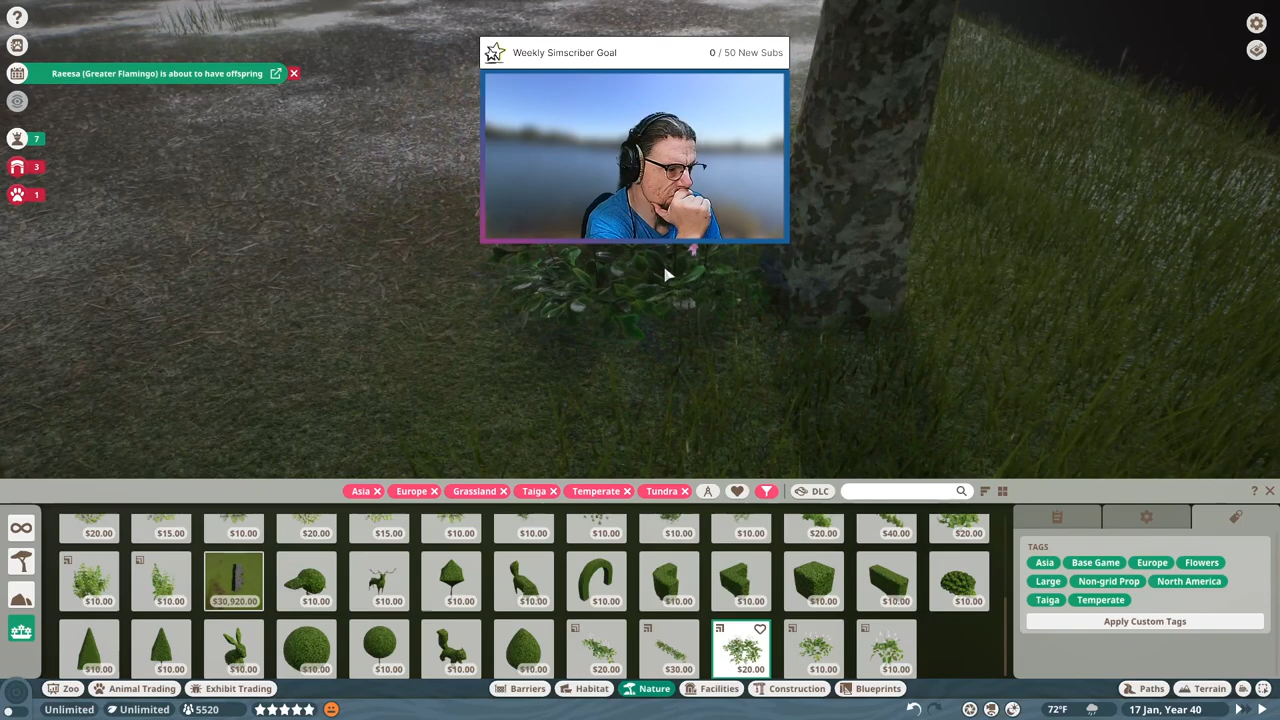 ?
Weekly Simscriber Goal 0 / 50 New Subs
Raeesa (Greater Flamingo) is about to have offspring
7
3
1
Asia Europe Grassland Taiga Temperate Tundra DLC ?
$20.00 $15.00 $10.00 $20.00 $15.00 $10.00 $10.00 $10.00 $10.00 $10.00 $20.00 $40.00 $20.00
$10.00 $10.00 $30,920.00 $10.00 $10.00 $10.00 $10.00 $10.00 $10.00 $10.00 $10.00 $10.00 $10.00
$10.00 $10.00 $10.00 $10.00 $10.00 $10.00 $10.00 $20.00 $30.00 $20.00 $10.00 $10.00
TAGS
Asia Base Game Europe Flowers
Large Non-grid Prop North America
Taiga Temperate
Apply Custom Tags
Zoo Animal Trading Exhibit Trading Barriers Habitat Nature Facilities Construction Blueprints Paths Terrain
Unlimited Unlimited 5520 72°F 17 Jan, Year 40